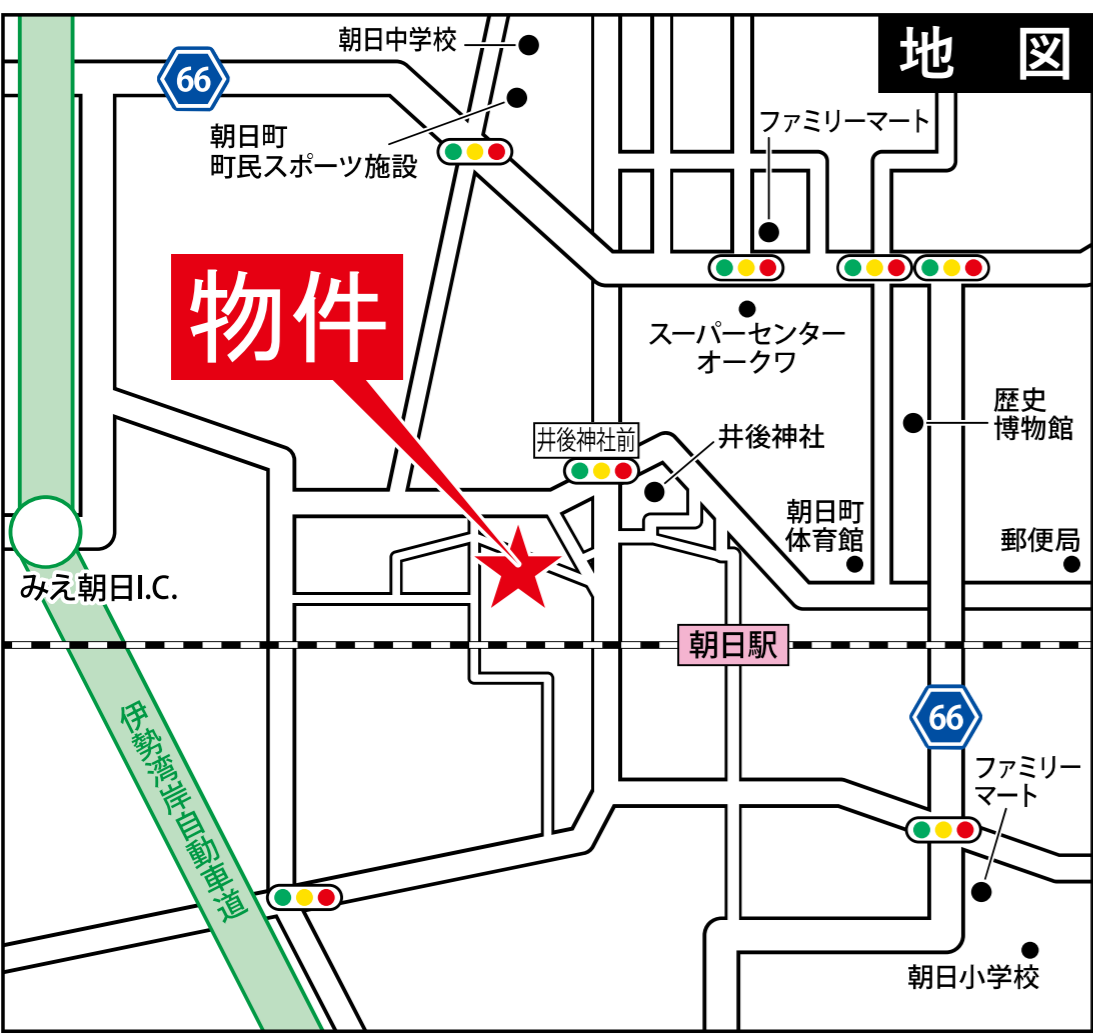 地 図
朝日中学校
66
朝日町
町民スポーツ施設
ファミリーマート
物件
スーパーセンター
オークワ
歴史
博物館
井後神社前
井後神社
朝日町
体育館
郵便局
みえ朝日I.C.
朝日駅
66
伊勢湾岸自動車道
ファミリー
マート
朝日小学校